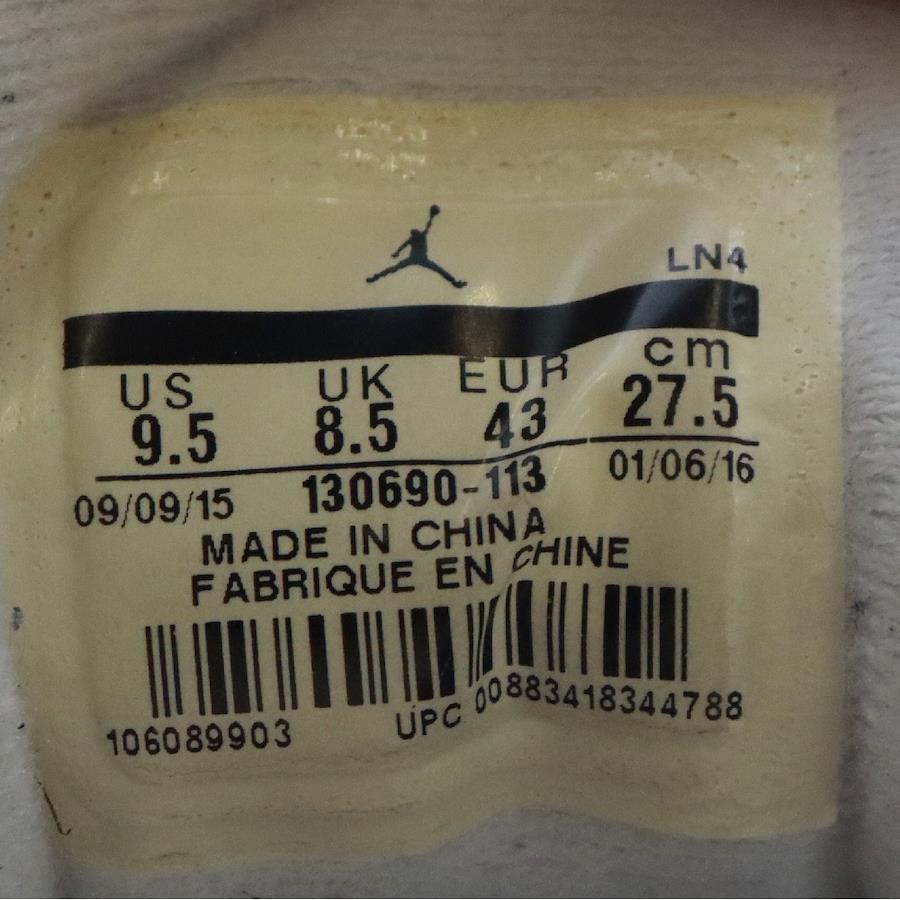 LN4
US UK EUR cm
9.5 8.5 43 27.5
09/09/15 130690-113 01/06/16
MADE IN CHINA
FABRIQUE EN CHINE
106089903 UPC 00883418344788